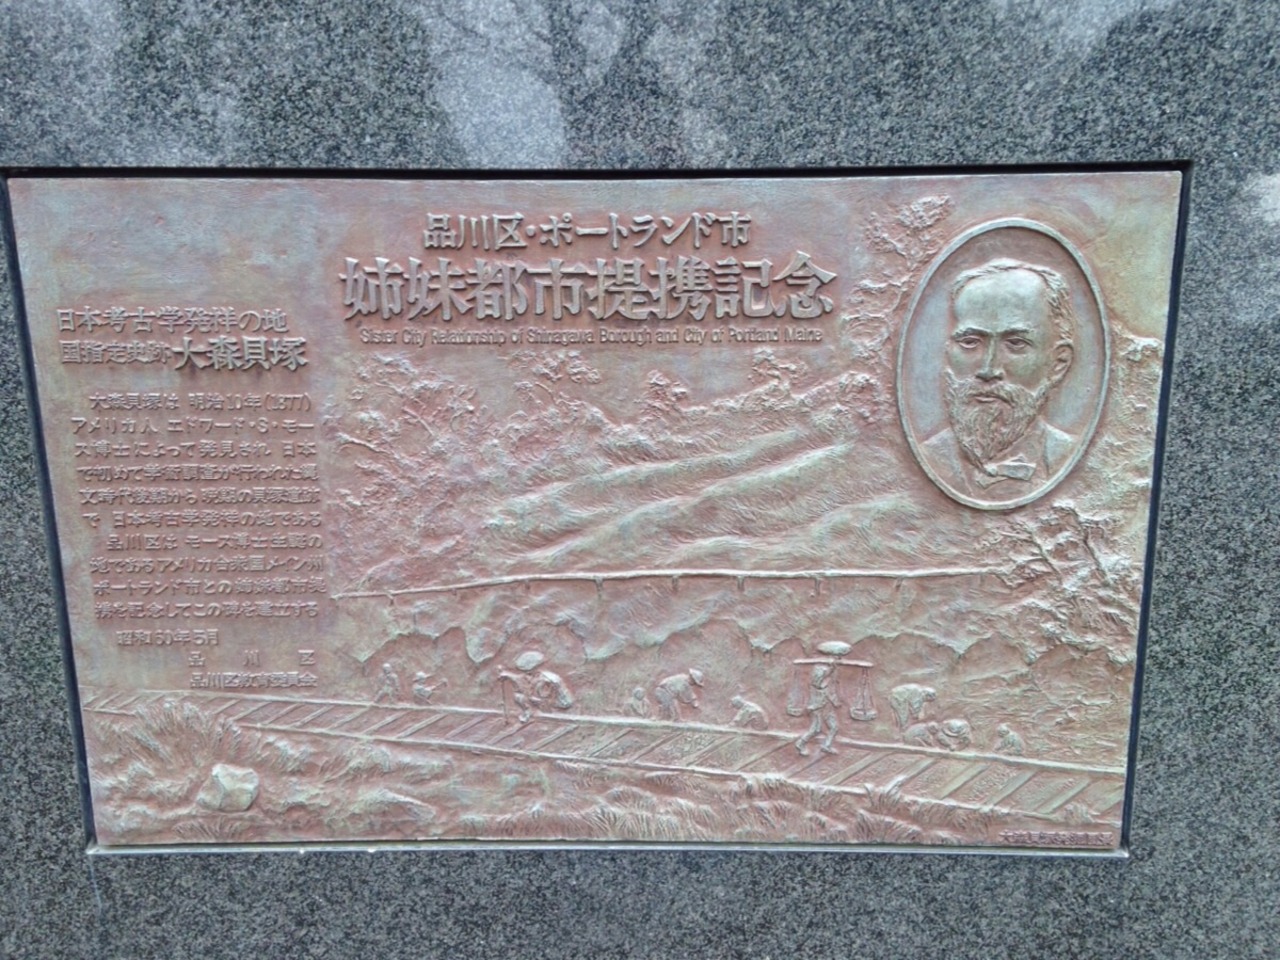 品川区・ポートランド市
姉妹都市提携記念
Sister City Relationship of Shinagawa Borough and City of Portland Maine
日本考古学発祥の地
国指定史跡 大森貝塚
大森貝塚は 明治10年(1877)
アメリカ人 エドワード・S・モー
ス博士によって発見され 日本
で初めて学術調査が行われた縄
文時代後期から 晩期の貝塚遺跡
で 日本考古学発祥の地である
品川区は モース博士生誕の
地であるアメリカ合衆国メイン州
ポートランド市との 姉妹都市提
携を記念してこの碑を建立する
昭和60年5月
品川区
品川区教育委員会